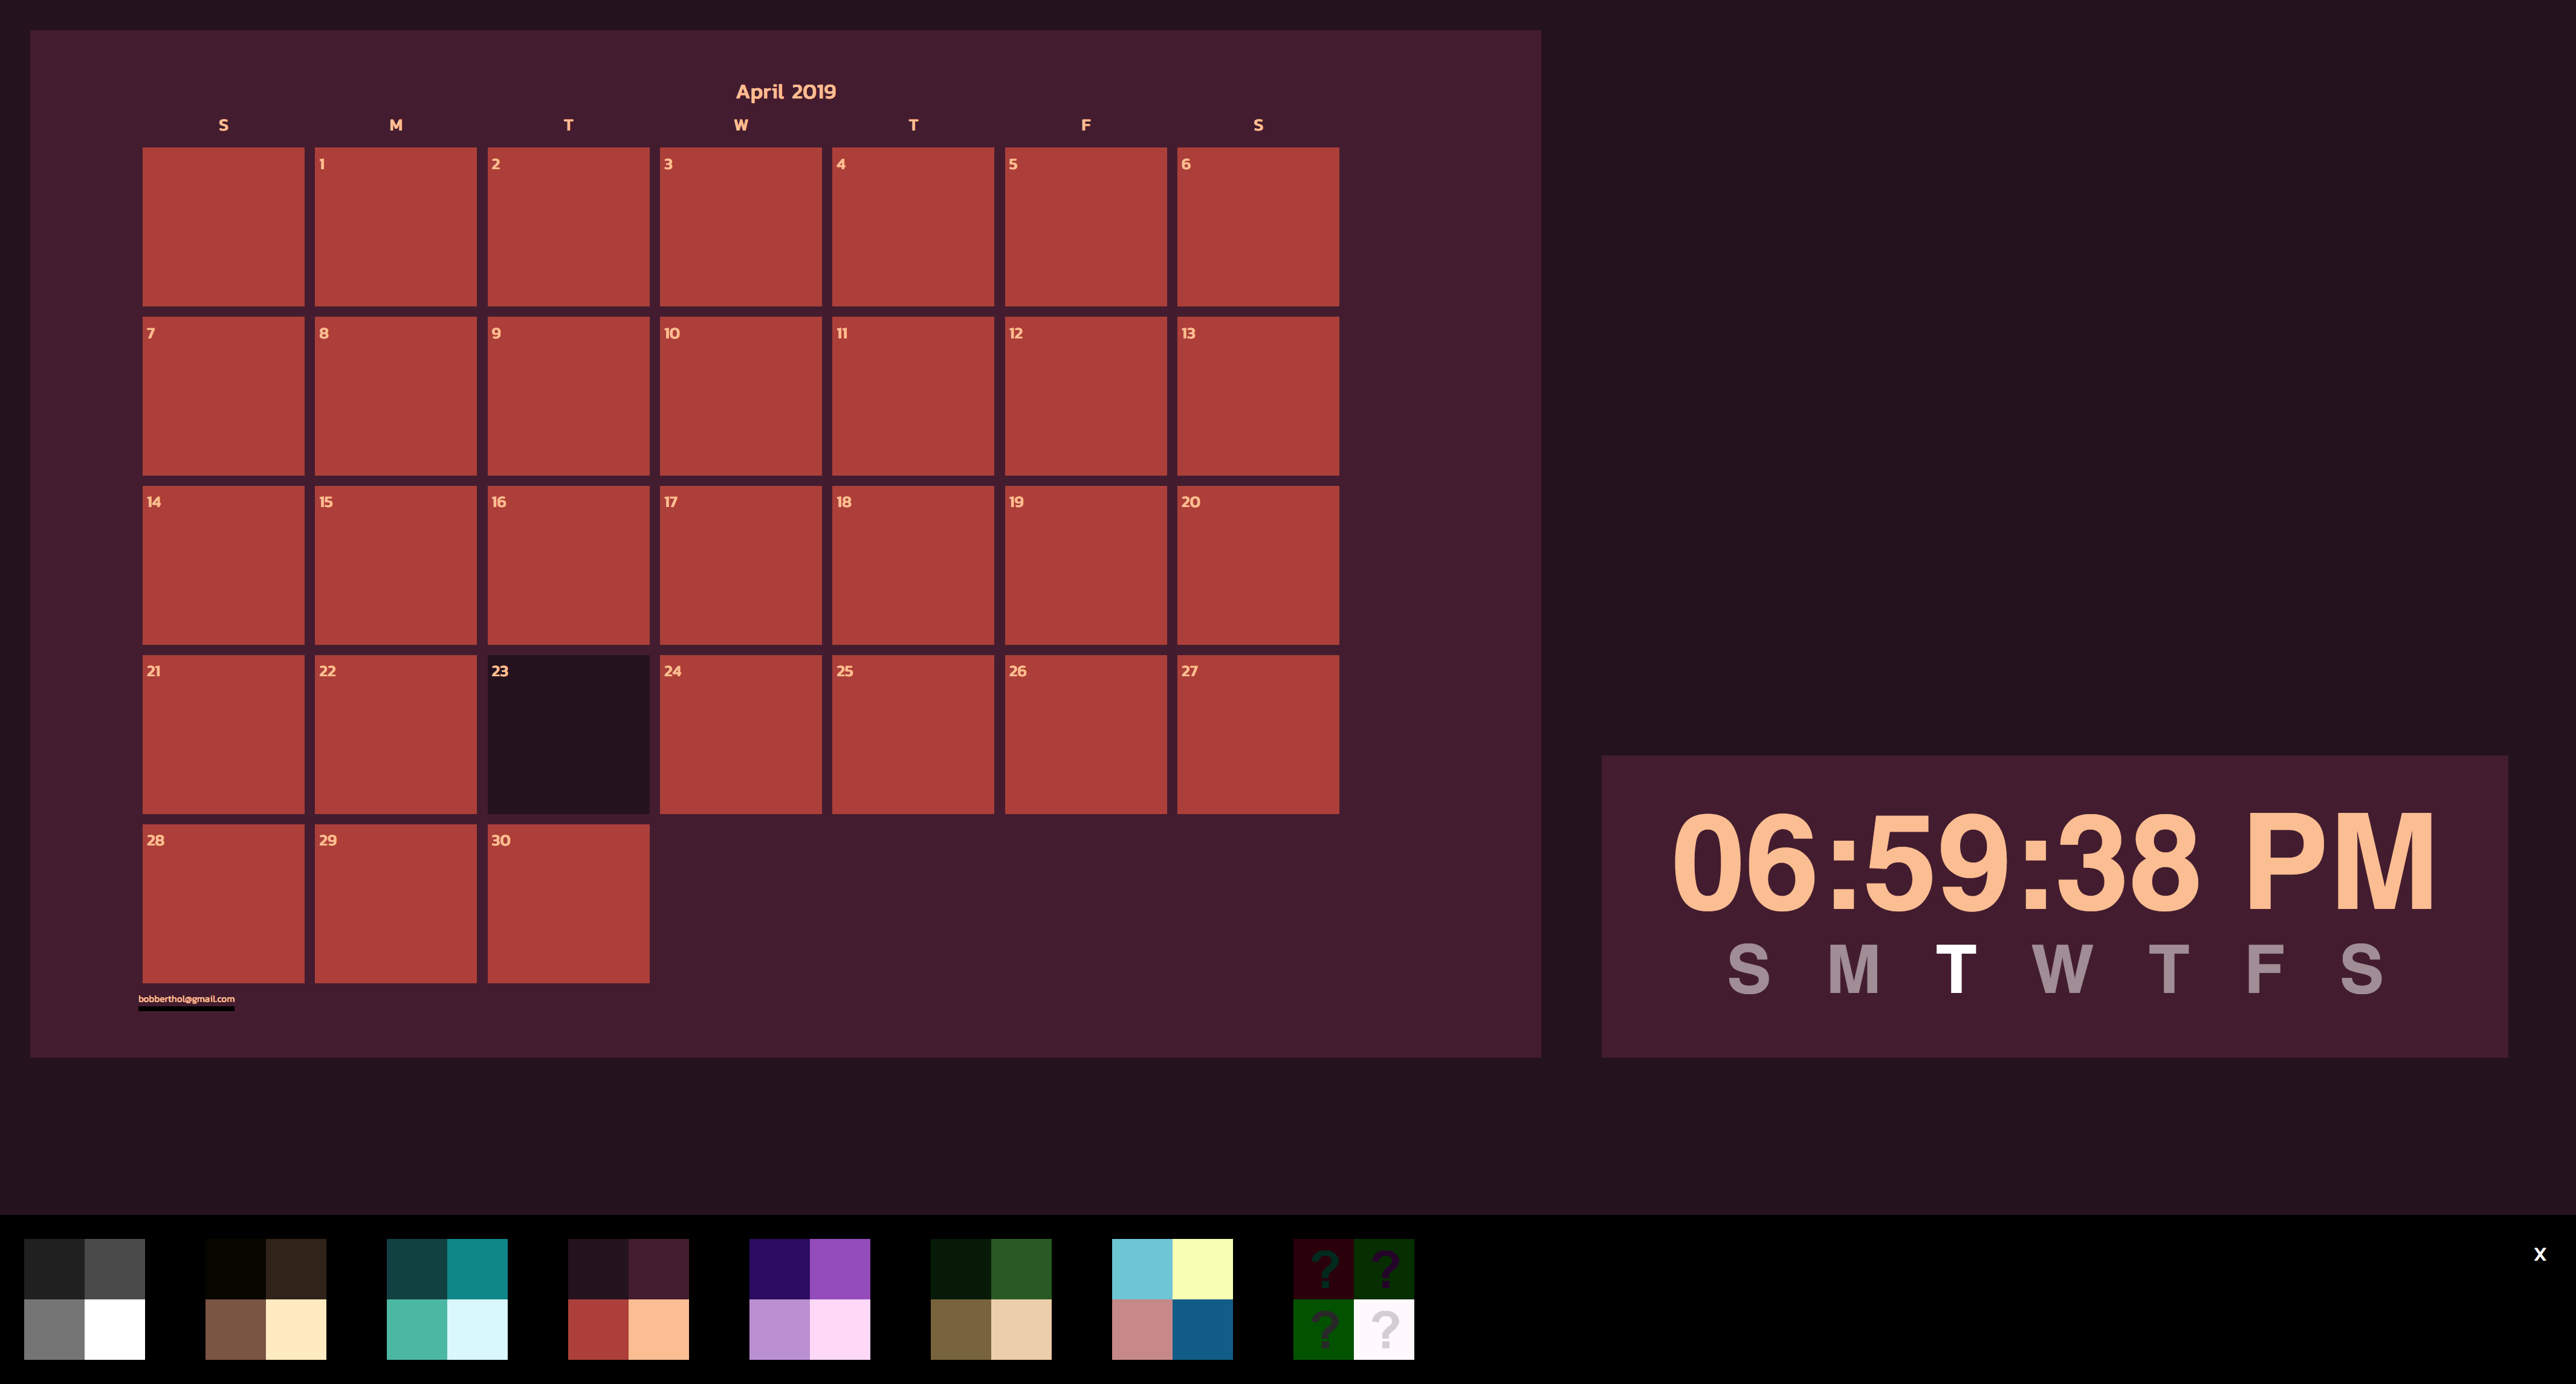 April 2019
S M T W T F S
1 2 3 4 5 6
7 8 9 10 11 12 13
14 15 16 17 18 19 20
21 22 23 24 25 26 27
28 29 30
bobberthol@gmail.com
06:59:38 PM
S M T W T F S
? ?
? ?
X